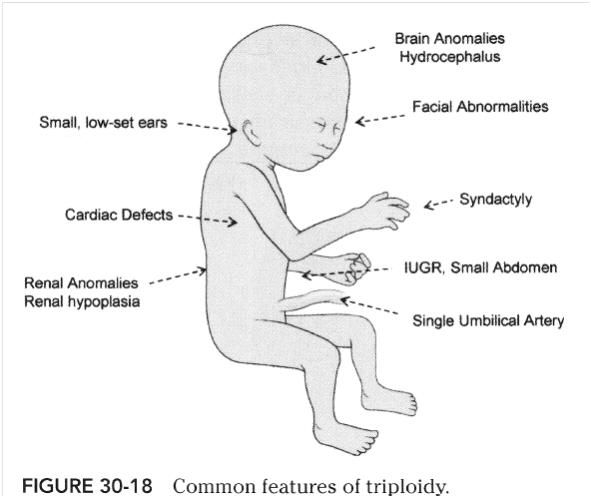 Brain Anomalies
Hydrocephalus
Facial Abnormalities
Small, low-set ears
Syndactyly
Cardiac Defects
IUGR, Small Abdomen
Renal Anomalies
Renal hypoplasia
Single Umbilical Artery
FIGURE 30-18 Common features of triploidy.